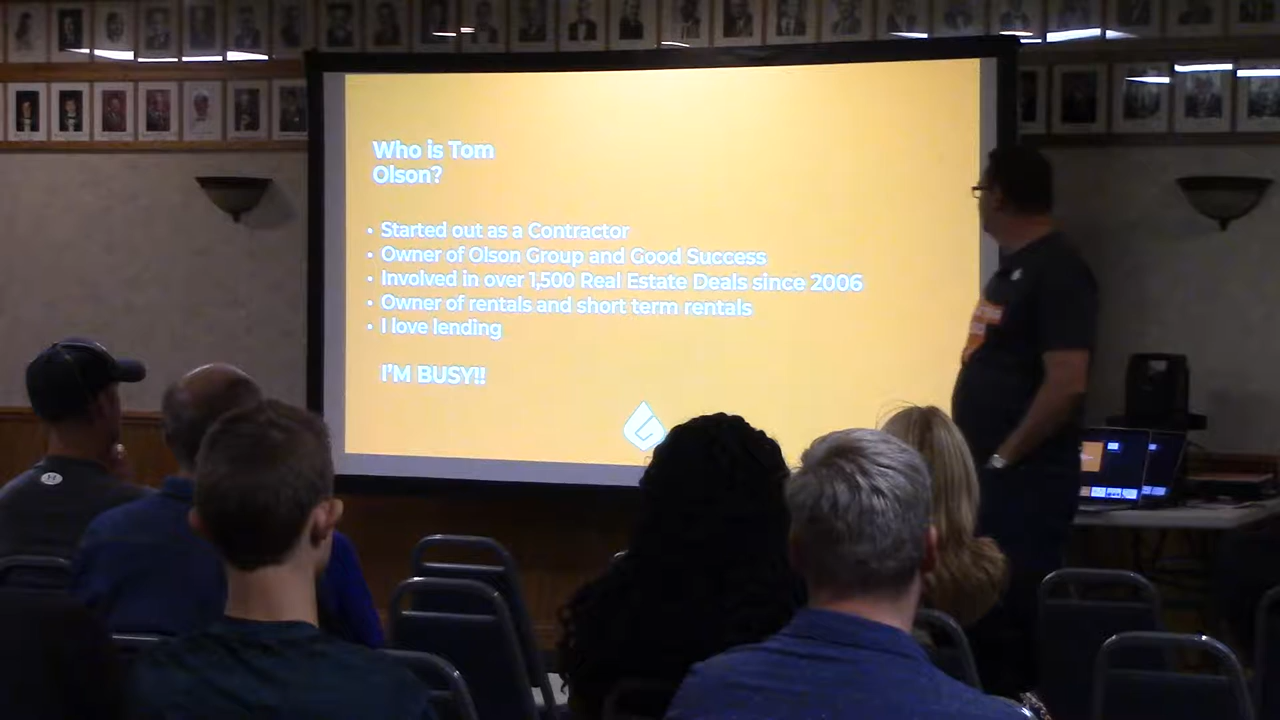 Who is Tom
Olson?
• Started out as a Contractor
• Owner of Olson Group and Good Success
• Involved in over 1,500 Real Estate Deals since 2006
• Owner of rentals and short term rentals
• I love lending
I'M BUSY!!